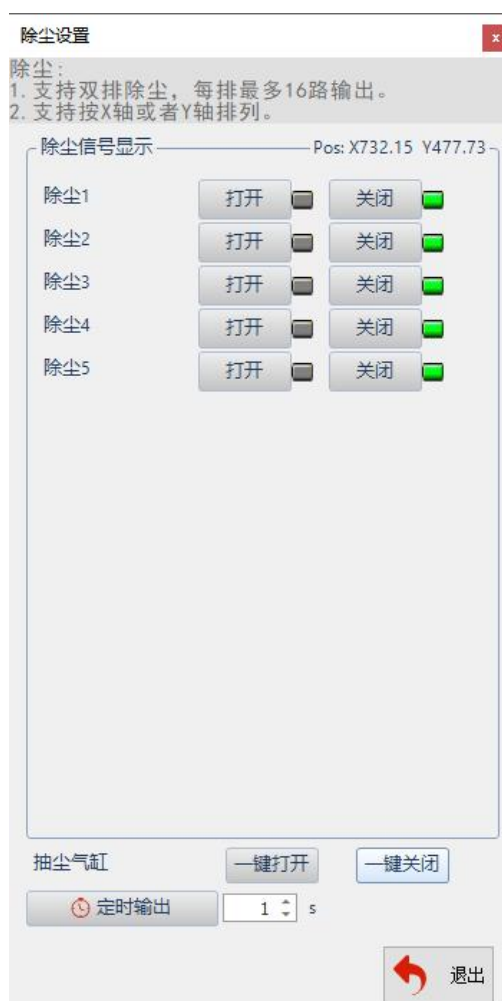 除尘设置
x
除尘:
1. 支持双排除尘, 每排最多16路输出。
2. 支持按X轴或者Y轴排列。
除尘信号显示 Pos: X732.15 Y477.73
除尘1 打开 关闭
除尘2 打开 关闭
除尘3 打开 关闭
除尘4 打开 关闭
除尘5 打开 关闭
抽尘气缸 一键打开 一键关闭
定时输出 1 s
退出